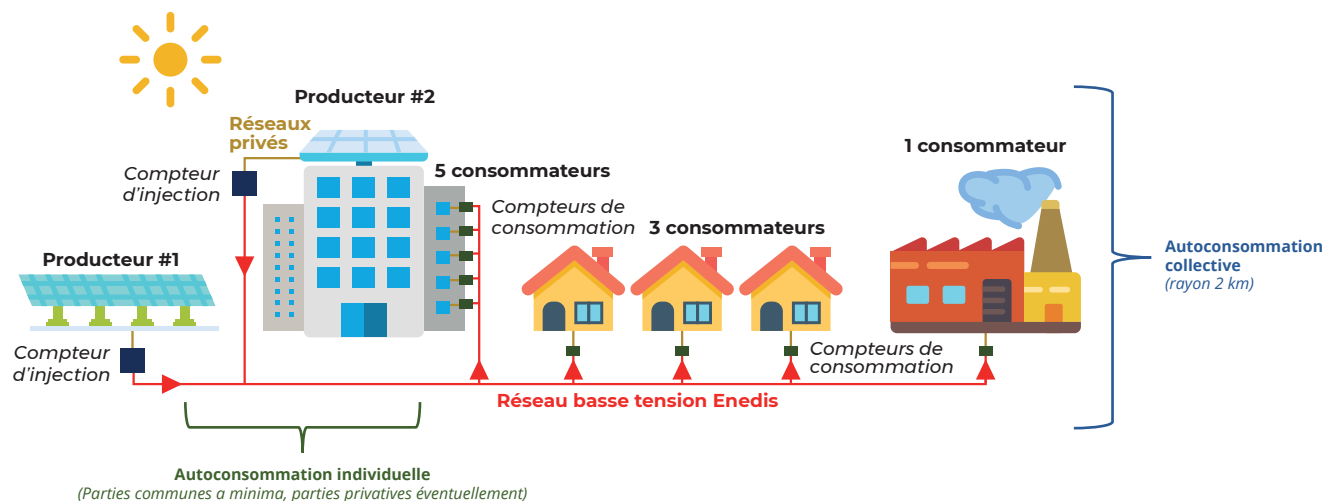 Producteur #2
Réseaux
privés
Compteur
d'injection
5 consommateurs
Compteurs de
consommation
3 consommateurs
1 consommateur
Producteur #1
Compteur
d'injection
Compteurs de
consommation
Réseau basse tension Enedis
Autoconsommation
collective
(rayon 2 km)
Autoconsommation individuelle
(Parties communes a minima, parties privatives éventuellement)